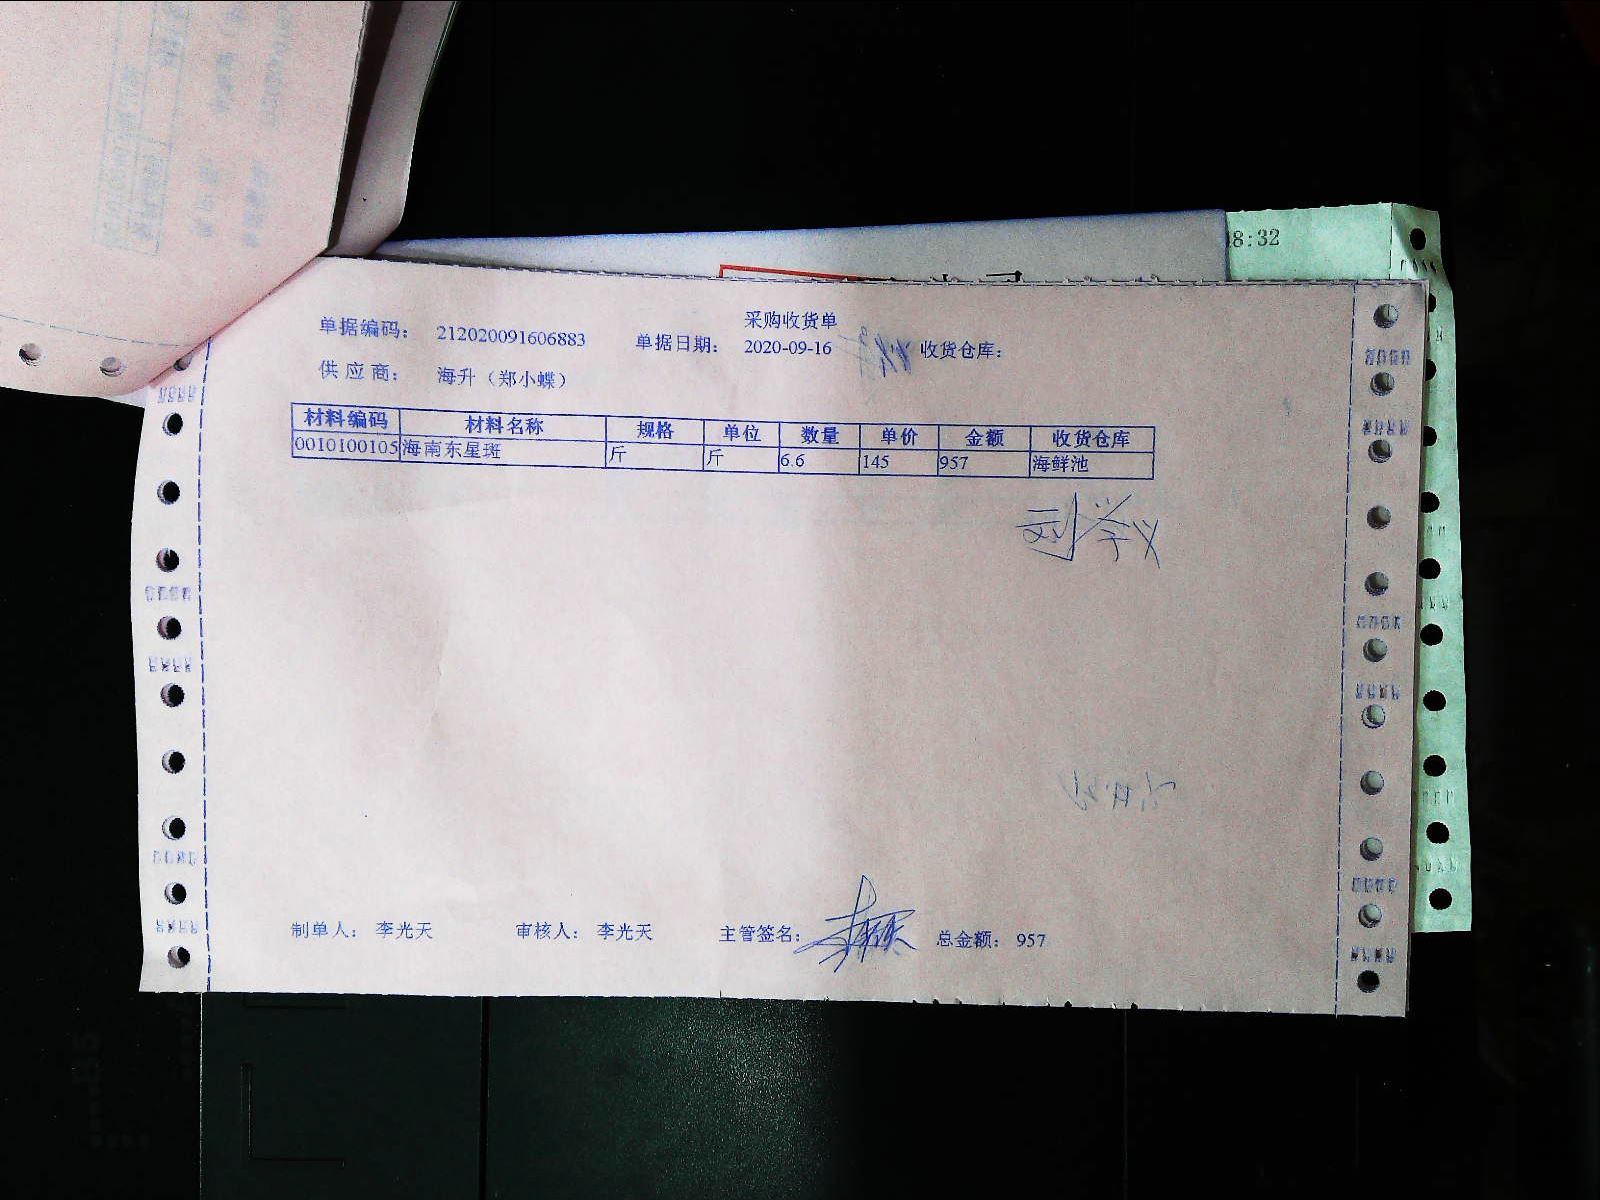 8:32
采购收货单
单据编码： 212020091606883 单据日期： 2020-09-16 收货仓库：
供应商： 海升（郑小蝶）
材料编码 材料名称 规格 单位 数量 单价 金额 收货仓库
0010100105 海南东星斑 斤 斤 6.6 145 957 海鲜池
刘学义
制单人： 李光天 审核人： 李光天 主管签名： 总金额： 957